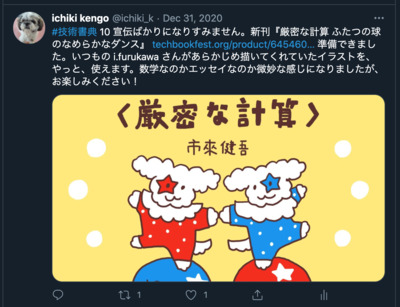 ichiki kengo @ichiki_k · Dec 31, 2020
#技術書典 10 宣伝ばかりになりすみません。新刊『厳密な計算 ふたつの球
のなめらかなダンス』 techbookfest.org/product/645460... 準備できまし
た。いつもの i.furukawa さんがあらかじめ描いてくれていたイラストを、
やっと、使えます。数学なのかエッセイなのか微妙な感じになりましたが、
お楽しみください！
〈厳密な計算〉
市來健吾
1
1